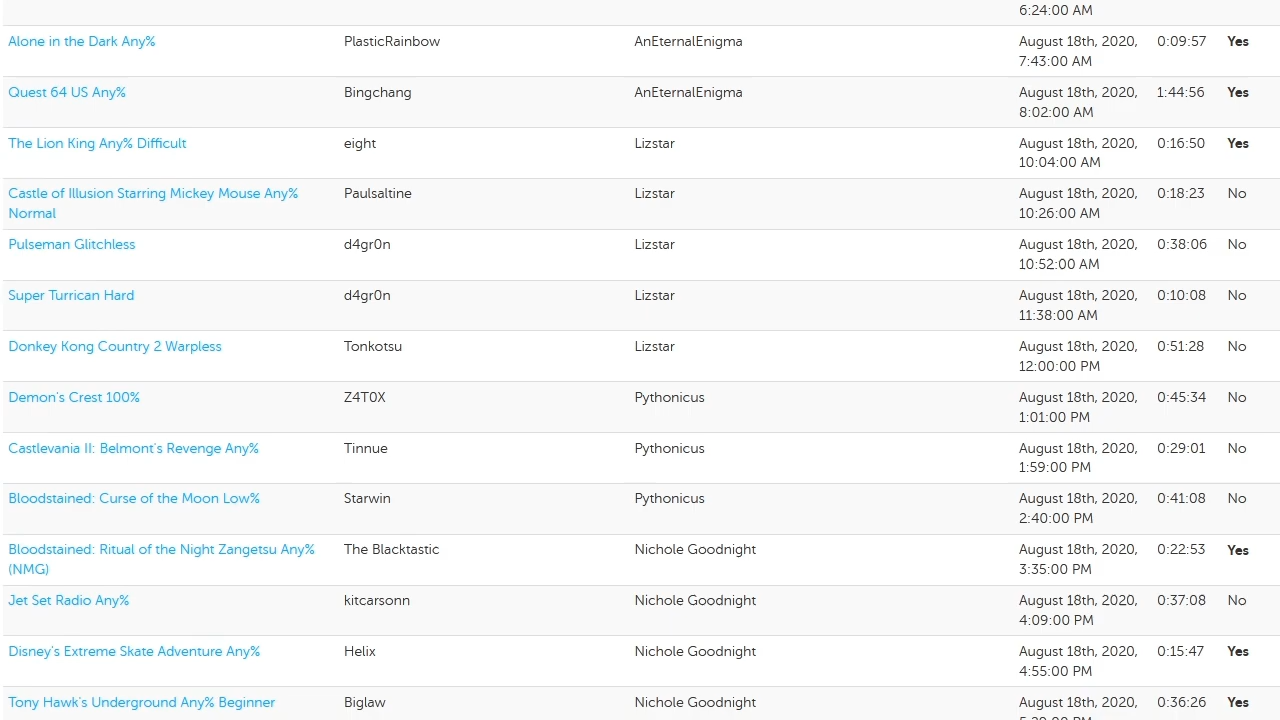 6:24:00 AM
Alone in the Dark Any% PlasticRainbow AnEternalEnigma August 18th, 2020, 0:09:57 Yes
7:43:00 AM
Quest 64 US Any% Bingchang AnEternalEnigma August 18th, 2020, 1:44:56 Yes
8:02:00 AM
The Lion King Any% Difficult eight Lizstar August 18th, 2020, 0:16:50 Yes
10:04:00 AM
Castle of Illusion Starring Mickey Mouse Any% Paulsaltine Lizstar August 18th, 2020, 0:18:23 No
Normal 10:26:00 AM
Pulseman Glitchless d4gr0n Lizstar August 18th, 2020, 0:38:06 No
10:52:00 AM
Super Turrican Hard d4gr0n Lizstar August 18th, 2020, 0:10:08 No
11:38:00 AM
Donkey Kong Country 2 Warpless Tonkotsu Lizstar August 18th, 2020, 0:51:28 No
12:00:00 PM
Demon's Crest 100% Z4T0X Pythonicus August 18th, 2020, 0:45:34 No
1:01:00 PM
Castlevania II: Belmont's Revenge Any% Tinnue Pythonicus August 18th, 2020, 0:29:01 No
1:59:00 PM
Bloodstained: Curse of the Moon Low% Starwin Pythonicus August 18th, 2020, 0:41:08 No
2:40:00 PM
Bloodstained: Ritual of the Night Zangetsu Any% The Blacktastic Nichole Goodnight August 18th, 2020, 0:22:53 Yes
(NMG) 3:35:00 PM
Jet Set Radio Any% kitcarsonn Nichole Goodnight August 18th, 2020, 0:37:08 No
4:09:00 PM
Disney's Extreme Skate Adventure Any% Helix Nichole Goodnight August 18th, 2020, 0:15:47 Yes
4:55:00 PM
Tony Hawk's Underground Any% Beginner Biglaw Nichole Goodnight August 18th, 2020, 0:36:26 Yes